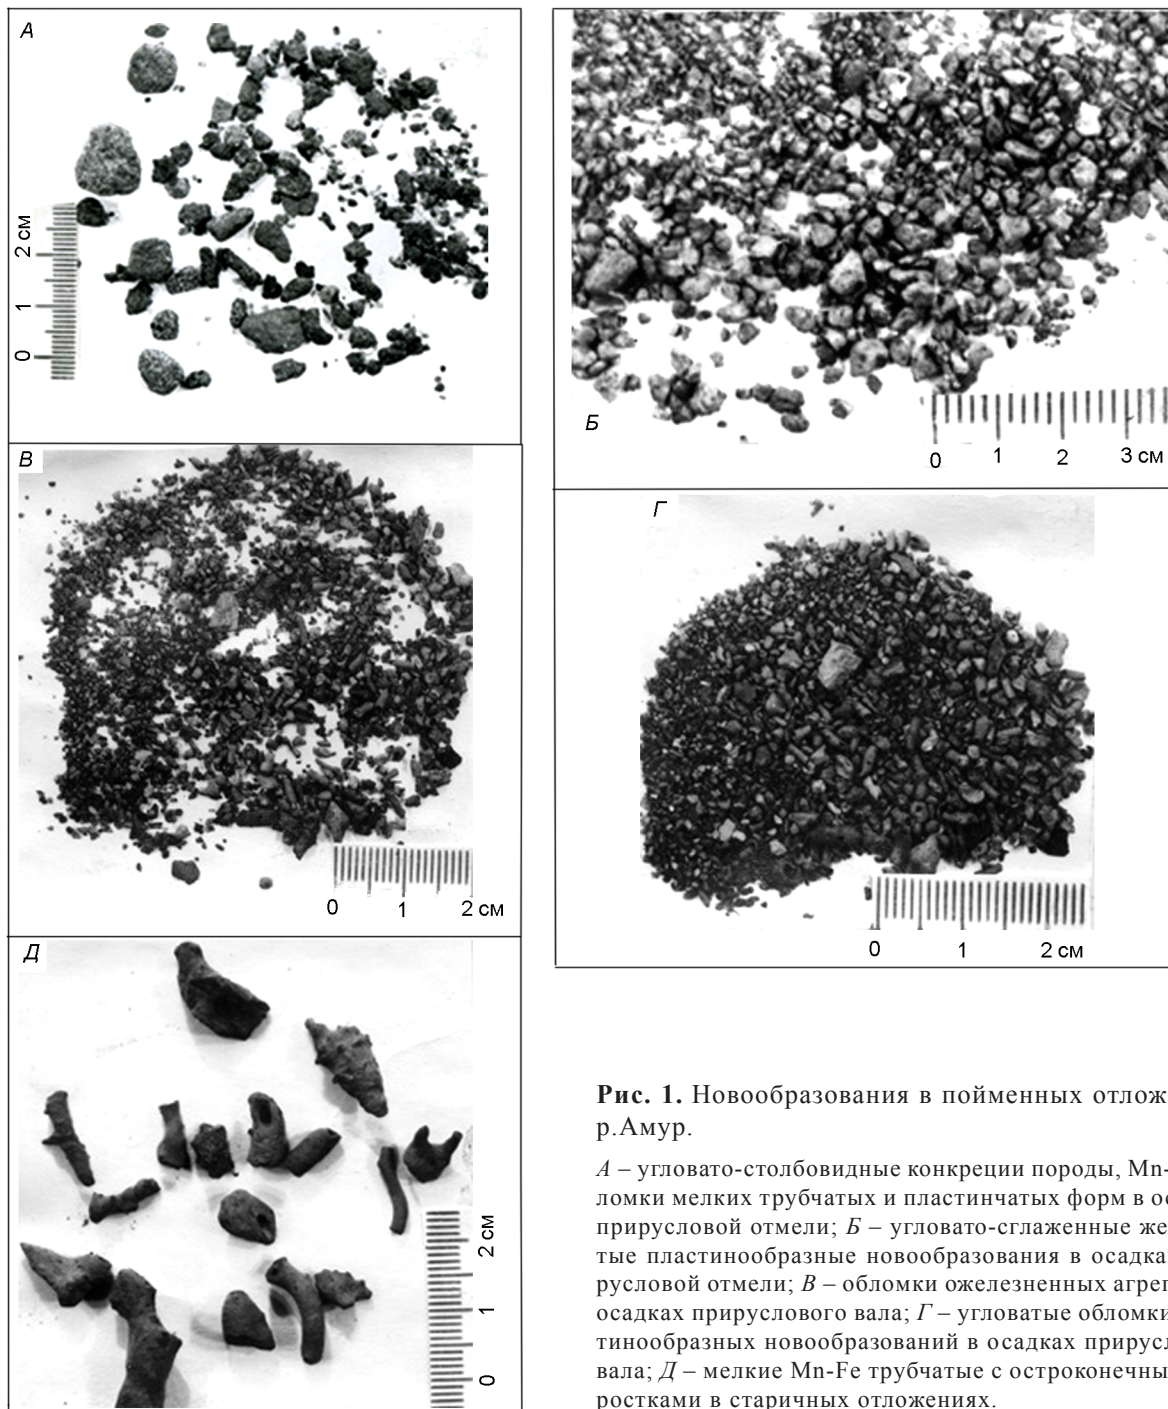 А
2 см
1
0
Б
0 1 2 3 см
В
0 1 2 см
Г
0 1 2 см
Д
2 см
1
0
Рис. 1. Новообразования в пойменных отлож
р.Амур.
А – угловато-столбовидные конкреции породы, Mn-
ломки мелких трубчатых и пластинчатых форм в ос
прирусловой отмели; Б – угловато-сглаженные же
тые пластинообразные новообразования в осадка
русловой отмели; В – обломки ожелезненных агрег
осадках прируслового вала; Г – угловатые обломки
тинообразных новообразований в осадках прирусл
вала; Д – мелкие Mn-Fe трубчатые с остроконечны
ростками в старичных отложениях.